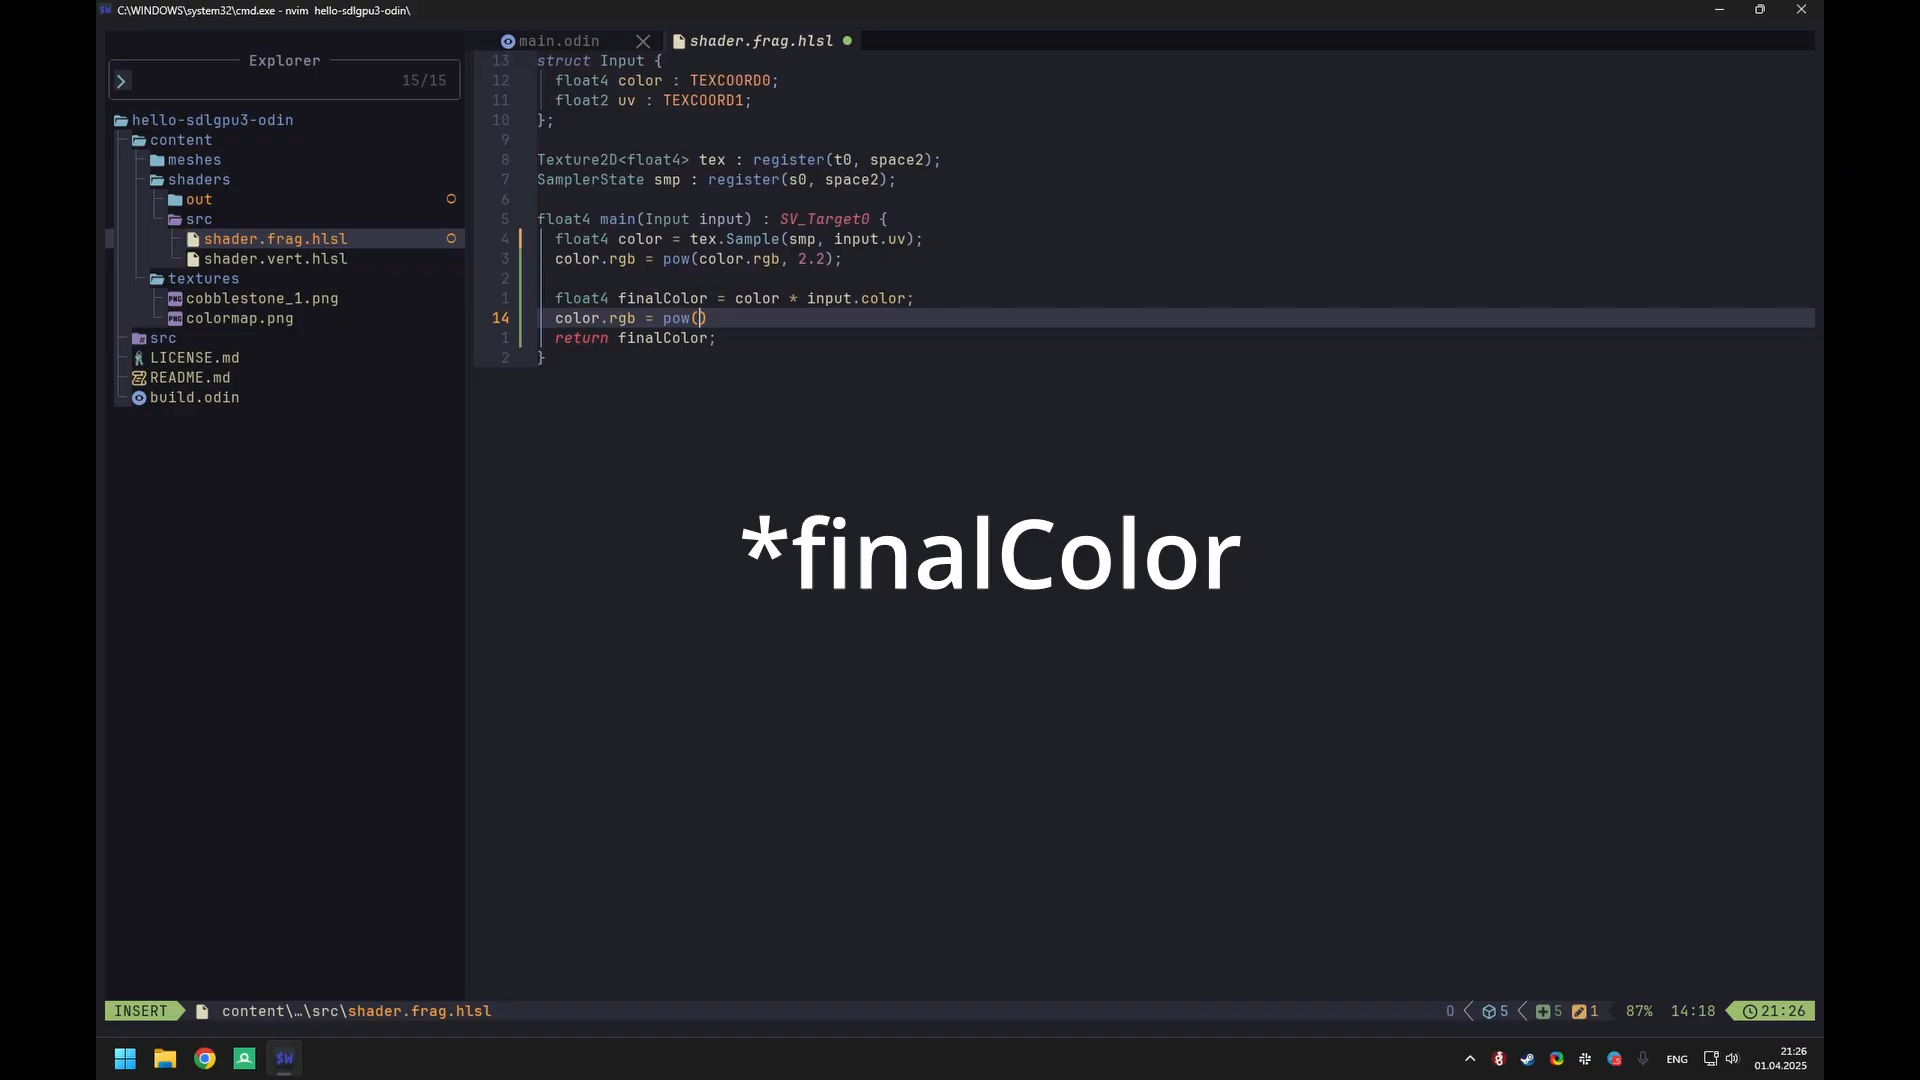 C:\WINDOWS\system32\cmd.exe - nvim  hello-sdlgpu3-odin\
main.odin
shader.frag.hlsl
Explorer
15/15
hello-sdlgpu3-odin
content
meshes
shaders
out
src
shader.frag.hlsl
shader.vert.hlsl
textures
PNG cobblestone_1.png
PNG colormap.png
src
LICENSE.md
README.md
build.odin
13 struct Input {
12 float4 color : TEXCOORD0;
11 float2 uv : TEXCOORD1;
10 };
9
8 Texture2D<float4> tex : register(t0, space2);
7 SamplerState smp : register(s0, space2);
6
5 float4 main(Input input) : SV_Target0 {
4 float4 color = tex.Sample(smp, input.uv);
3 color.rgb = pow(color.rgb, 2.2);
2
1 float4 finalColor = color * input.color;
14 color.rgb = pow()
1 return finalColor;
2 }
*finalColor
INSERT content\…\src\shader.frag.hlsl 0 5 5 1 87% 14:18 21:26
$W ENG 21:26
01.04.2025